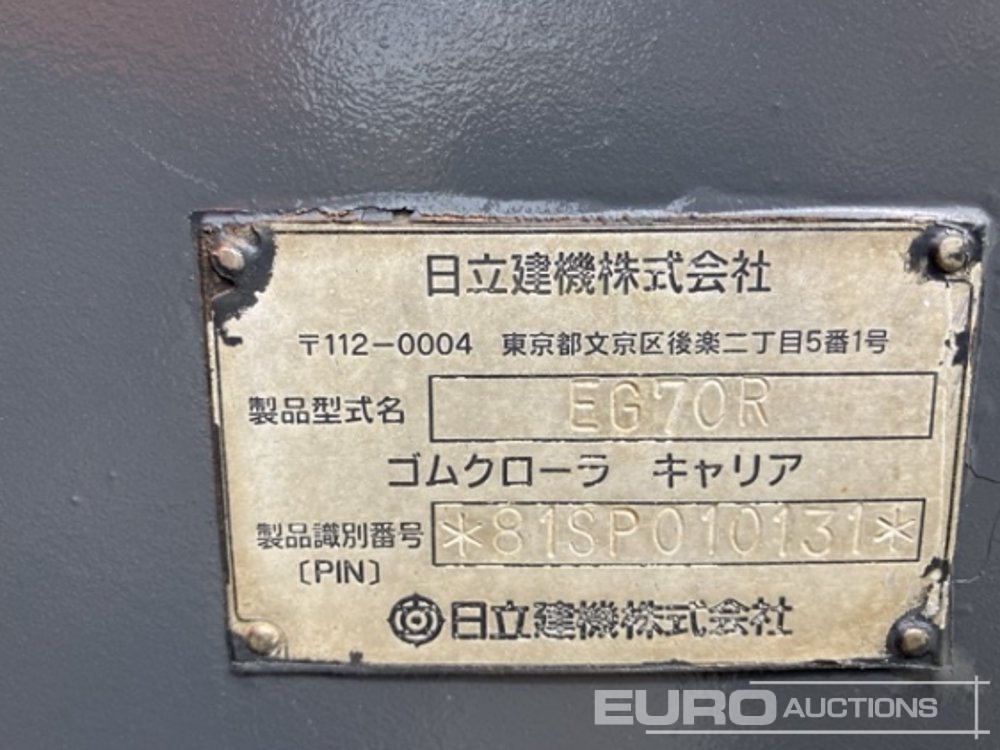 日立建機株式会社
〒112-0004 東京都文京区後楽二丁目5番1号
製品型式名 EG70R
ゴムクローラ キャリア
製品識別番号 *81SP010131*
〔PIN〕
日立建機株式会社
EURO AUCTIONS